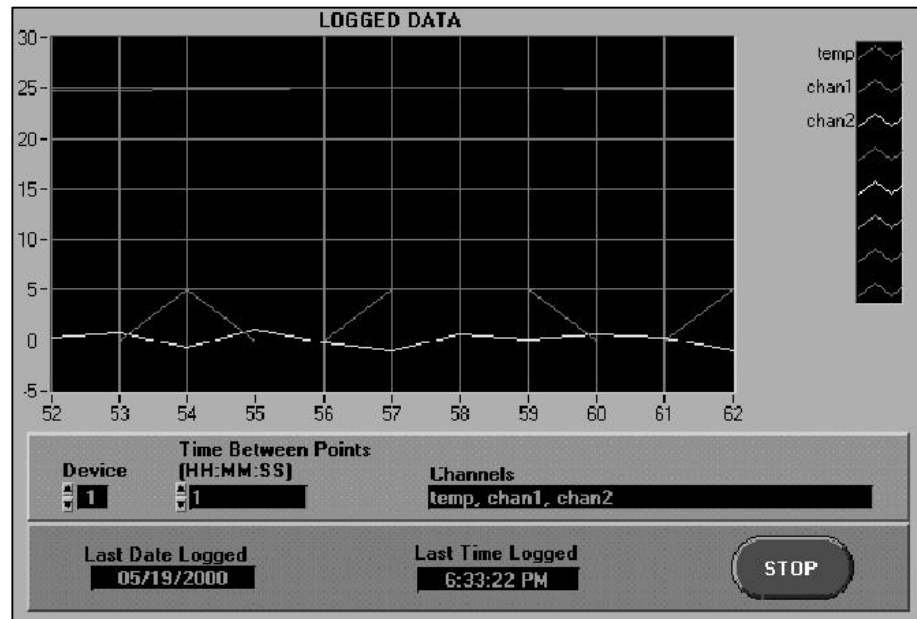 LOGGED DATA
30
25
20
15
10
5
0
-5
52 53 54 55 56 57 58 59 60 61 62
temp
chan1
chan2
Device
1
Time Between Points
(HH:MM:SS)
1
Channels
temp, chan1, chan2
Last Date Logged
05/19/2000
Last Time Logged
6:33:22 PM
STOP